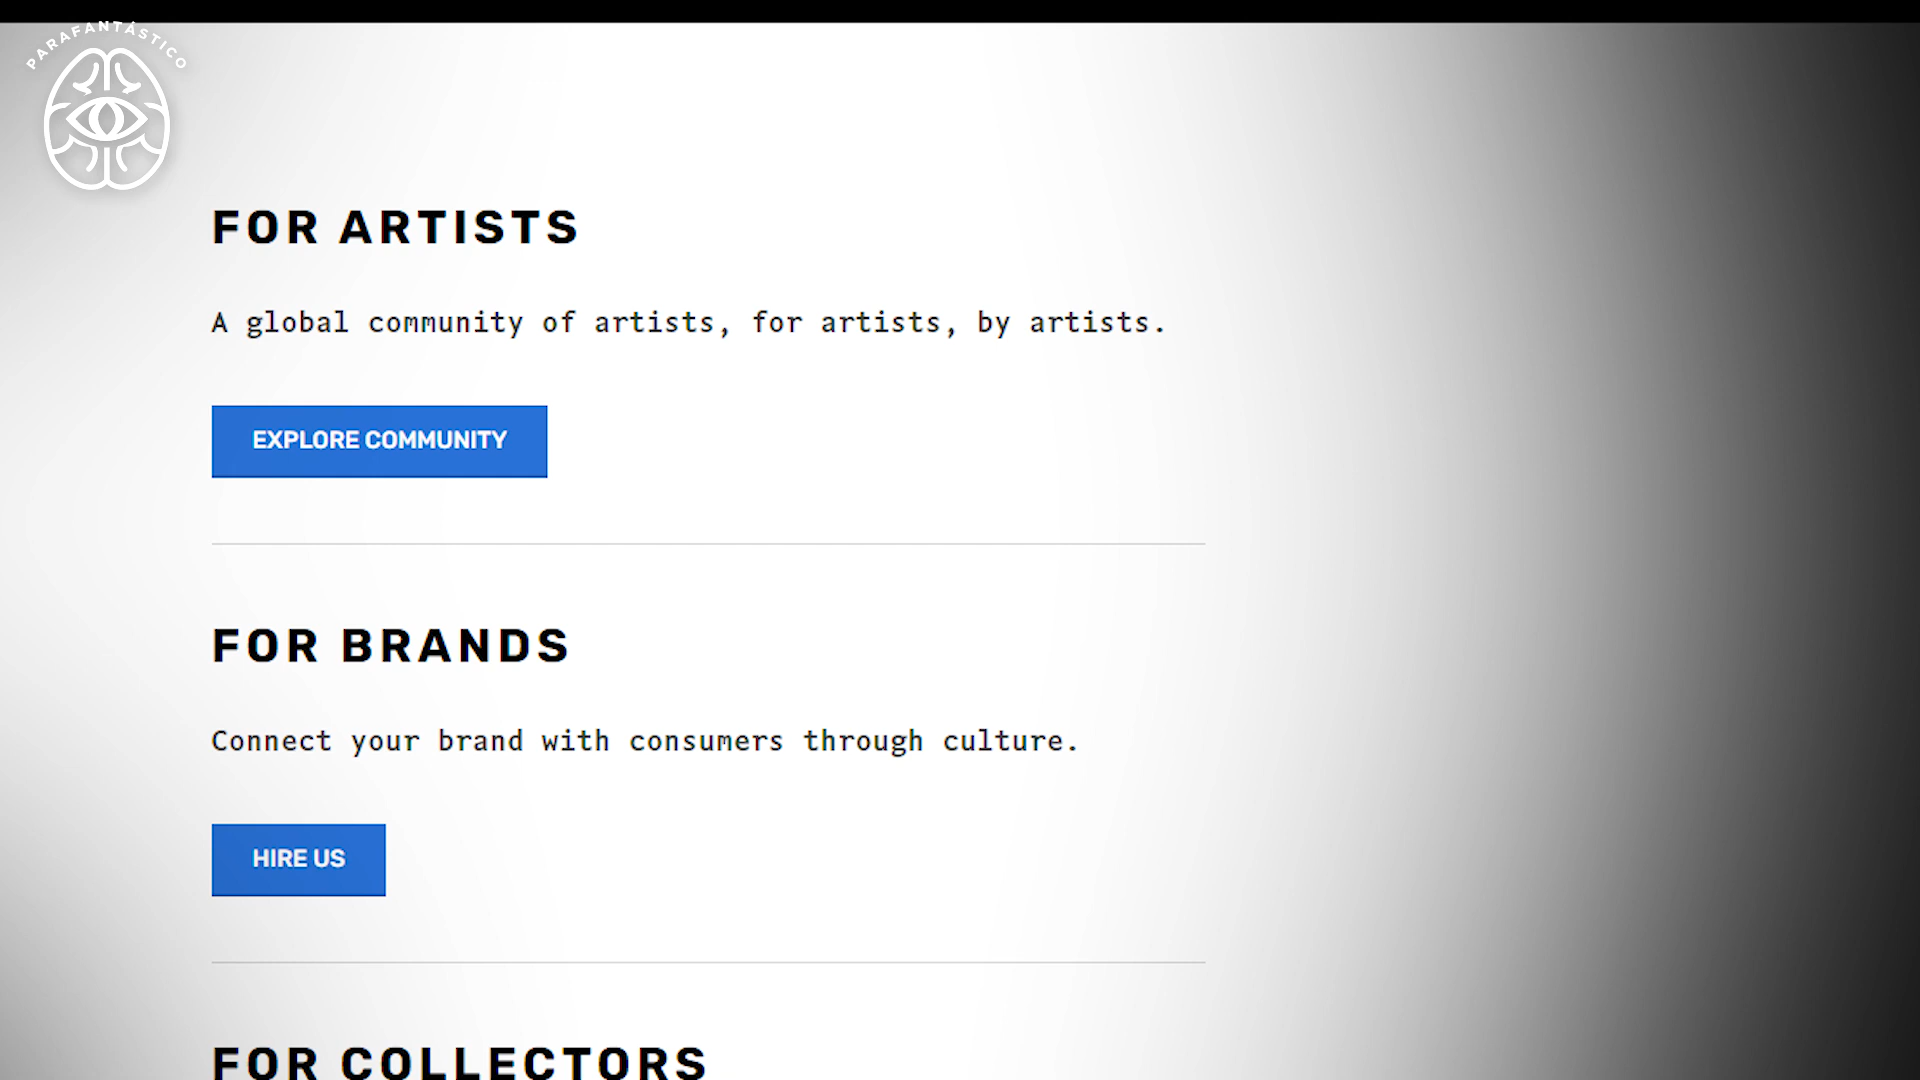 PARAFANTÁSTICO
FOR ARTISTS
A global community of artists, for artists, by artists.
EXPLORE COMMUNITY
FOR BRANDS
Connect your brand with consumers through culture.
HIRE US
FOR COLLECTORS